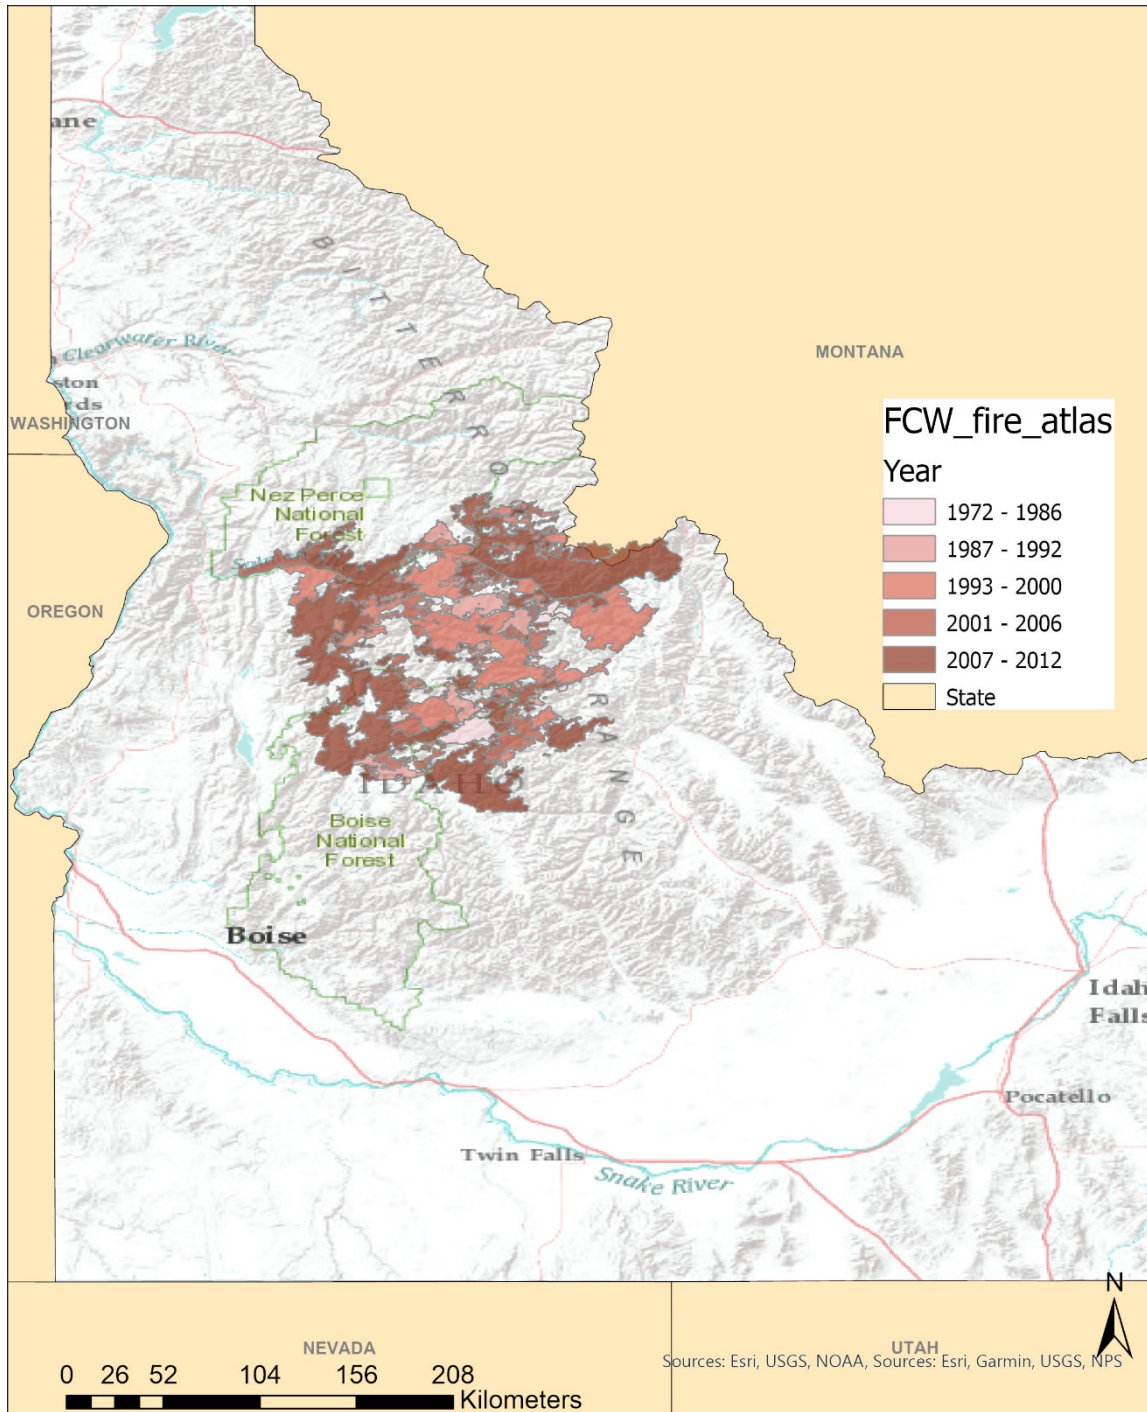 ane
BITTERROOT RANGE
Clearwater River
ston
rds
WASHINGTON
MONTANA
FCW_fire_atlas
Year
1972 - 1986
1987 - 1992
1993 - 2000
2001 - 2006
2007 - 2012
State
Nez Perce
National
Forest
OREGON
IDAHO
Boise
National
Forest
Boise
Idah
Falls
Pocatello
Twin Falls
Snake River
N
NEVADA
UTAH
Sources: Esri, USGS, NOAA, Sources: Esri, Garmin, USGS, NPS
0 26 52 104 156 208
Kilometers